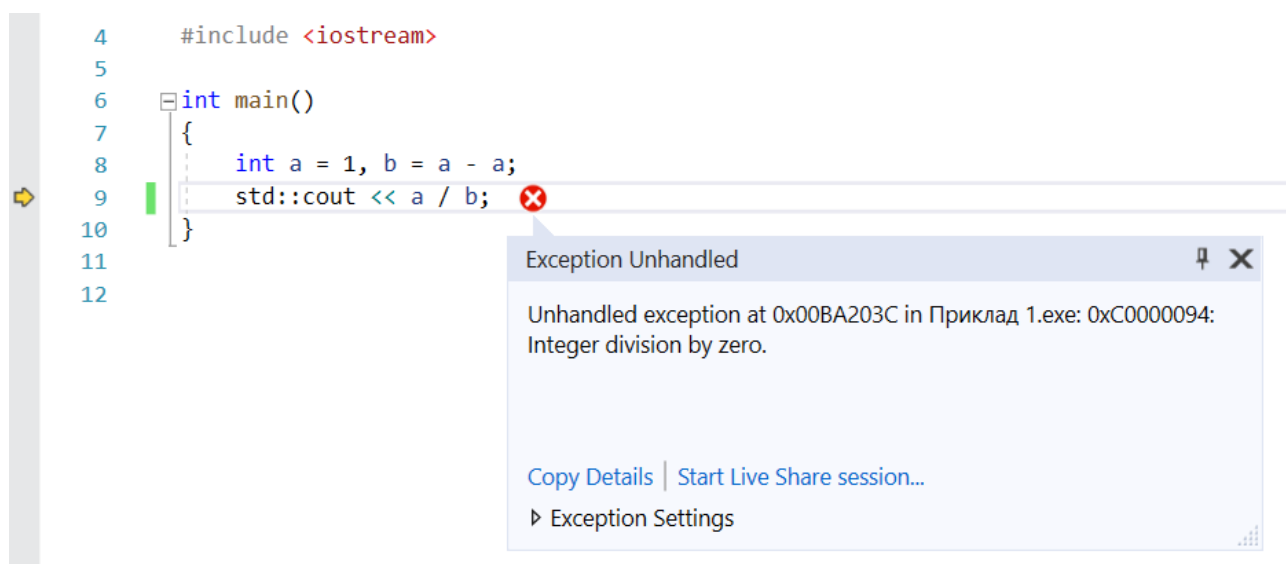 4 #include <iostream>
5
6 int main()
7 {
8 int a = 1, b = a - a;
9 std::cout << a / b;
10 }
11
12
Exception Unhandled
Unhandled exception at 0x00BA203C in Приклад 1.exe: 0xC0000094:
Integer division by zero.
Copy Details | Start Live Share session...
Exception Settings